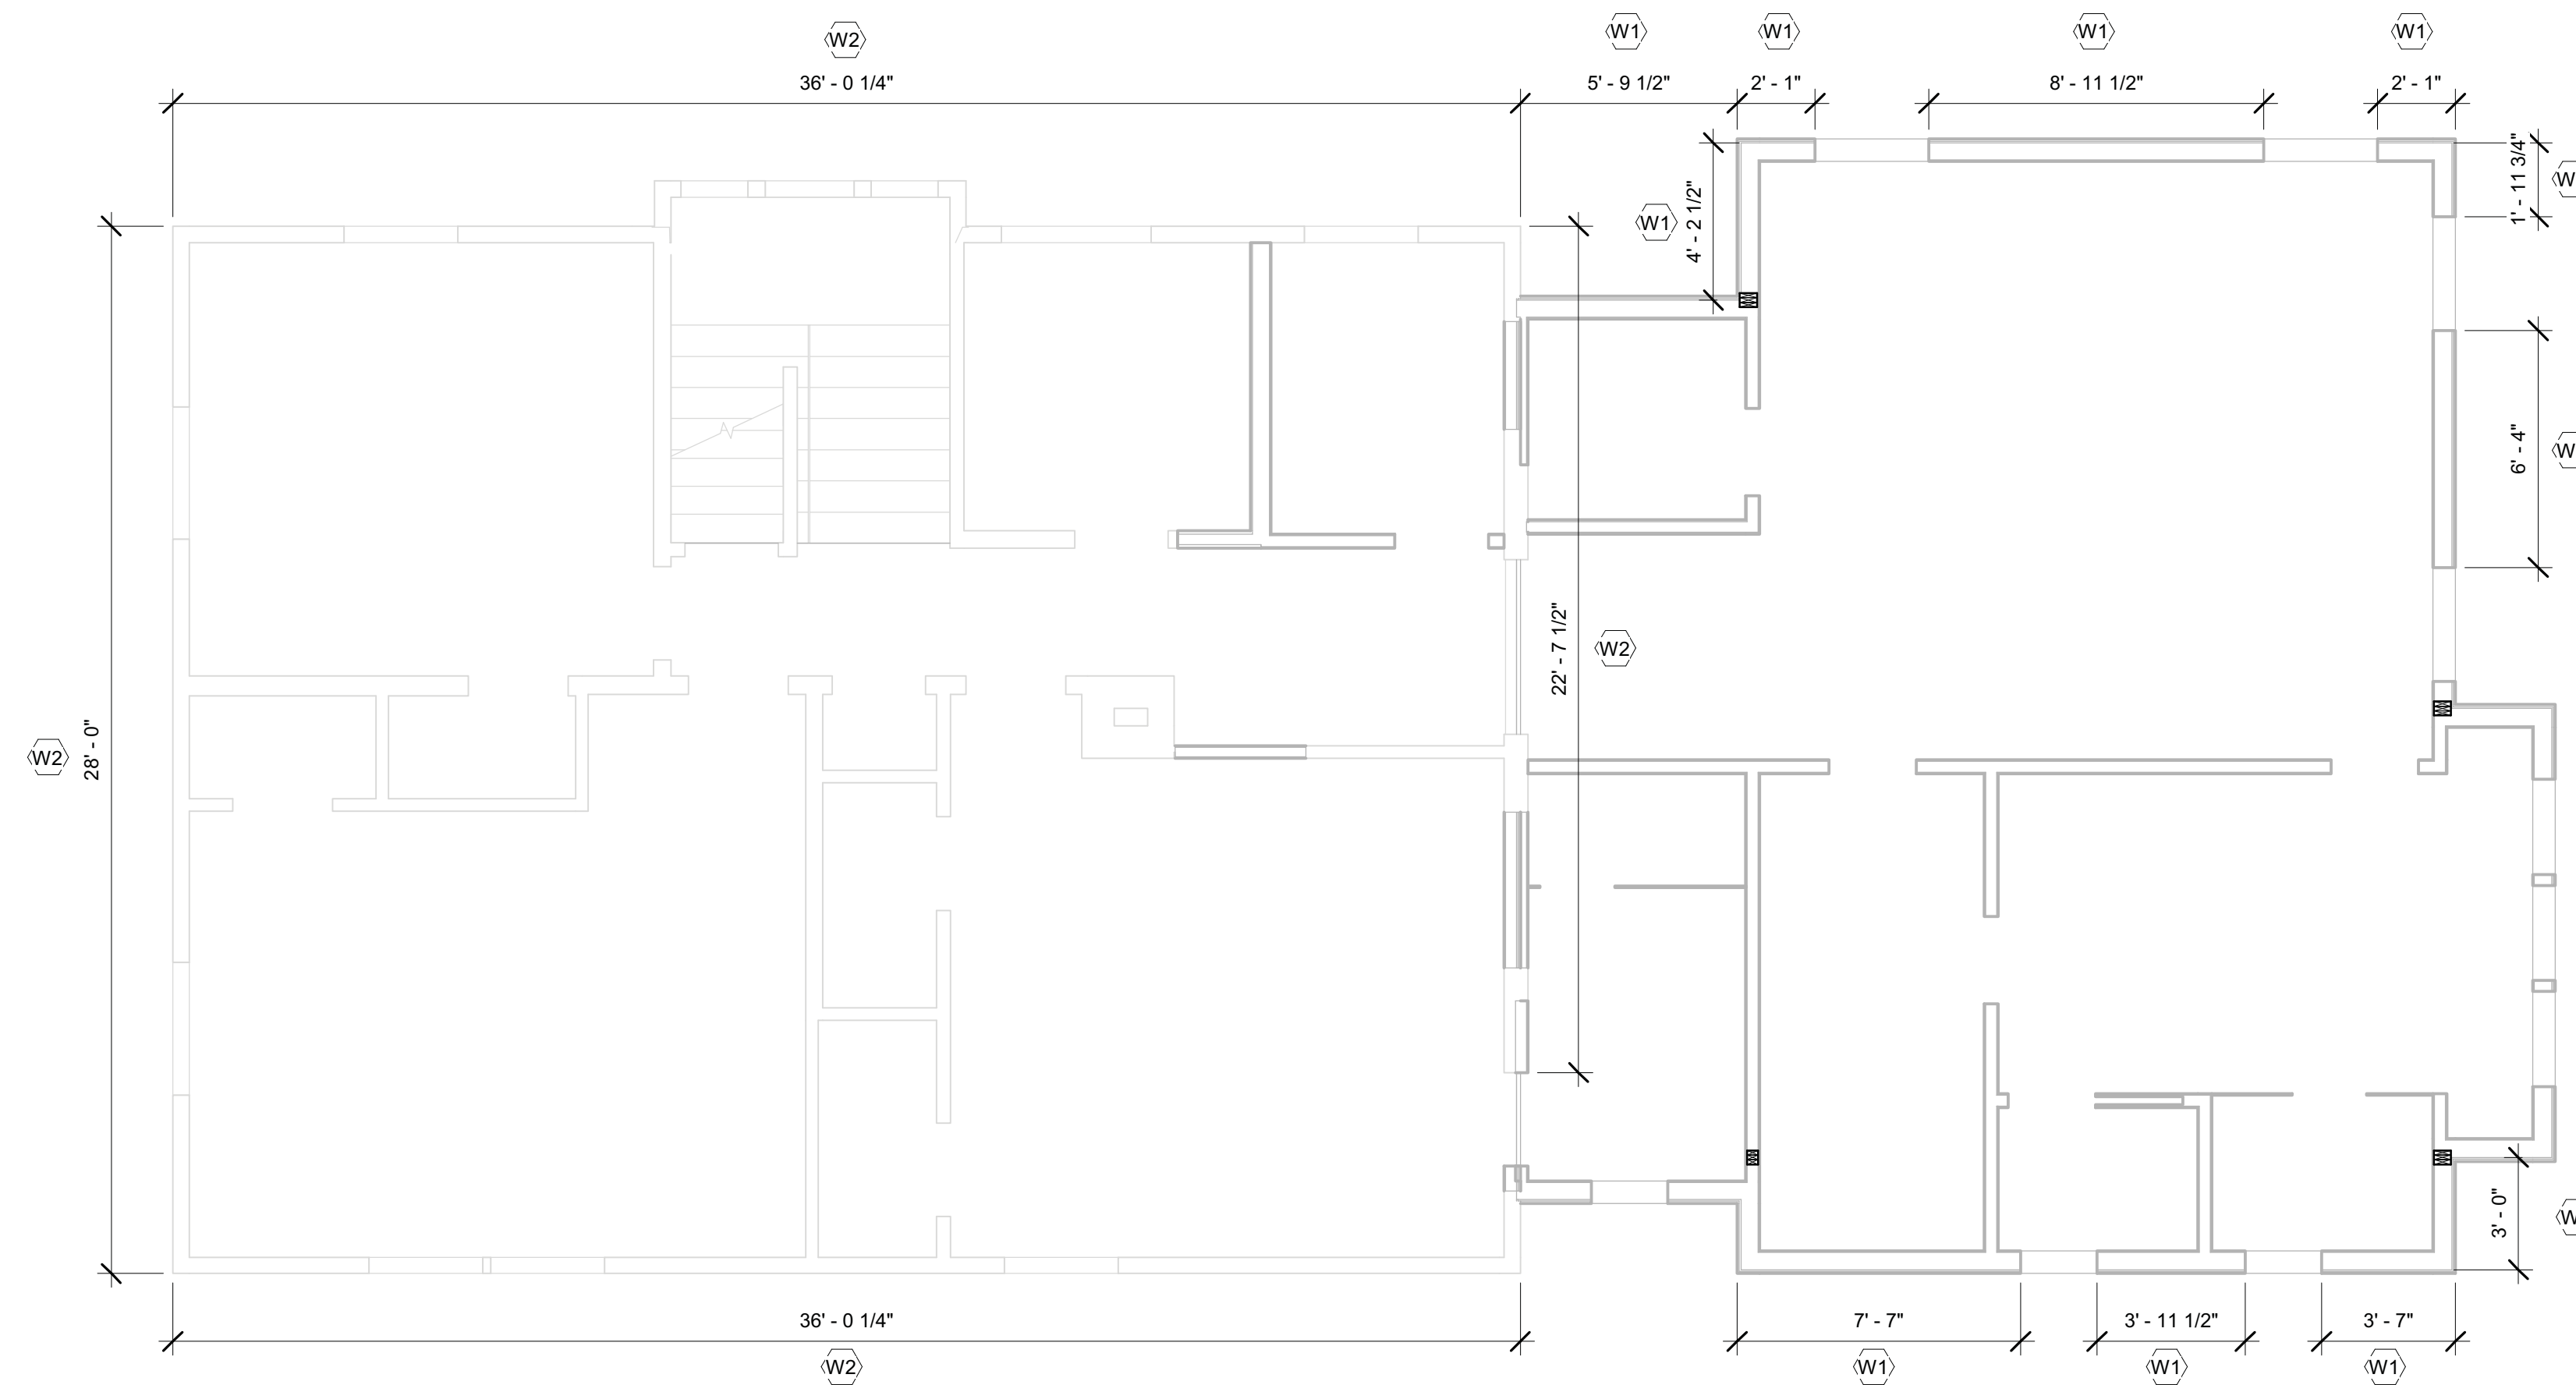 W2
W1
W1
W1
W1
36' - 0 1/4"
5' - 9 1/2"
2' - 1"
8' - 11 1/2"
2' - 1"
1' - 11 3/4"
W
W1
4' - 2 1/2"
6' - 4"
W
22' - 7 1/2"
W2
W2
28' - 0"
3' - 0"
W
36' - 0 1/4"
7' - 7"
3' - 11 1/2"
3' - 7"
W2
W1
W1
W1